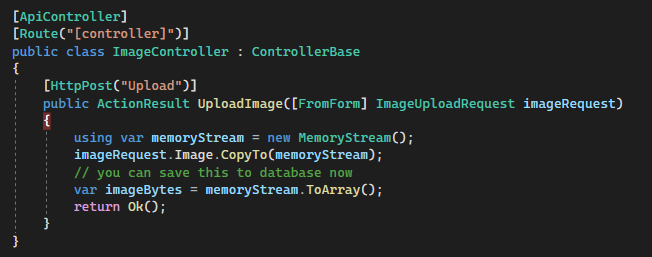 [ApiController]
[Route("[controller]")]
public class ImageController : ControllerBase
{
[HttpPost("Upload")]
public ActionResult UploadImage([FromForm] ImageUploadRequest imageRequest)
{
using var memoryStream = new MemoryStream();
imageRequest.Image.CopyTo(memoryStream);
// you can save this to database now
var imageBytes = memoryStream.ToArray();
return Ok();
}
}